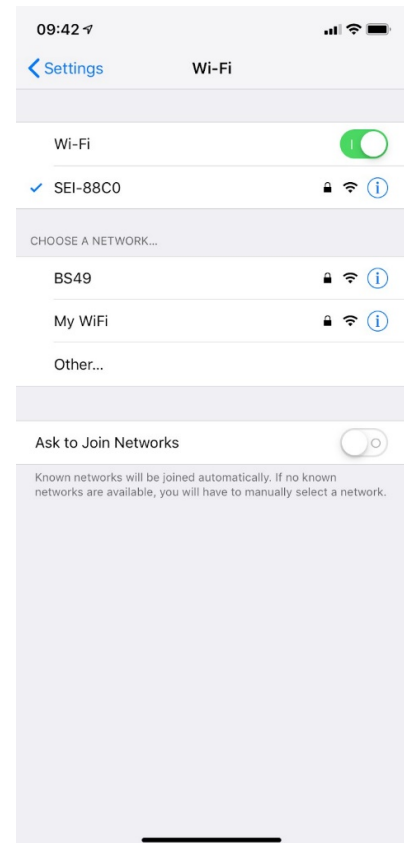 09:42
Settings
Wi-Fi
Wi-Fi
SEI-88C0
CHOOSE A NETWORK...
BS49
My WiFi
Other...
Ask to Join Networks
Known networks will be joined automatically. If no known
networks are available, you will have to manually select a network.